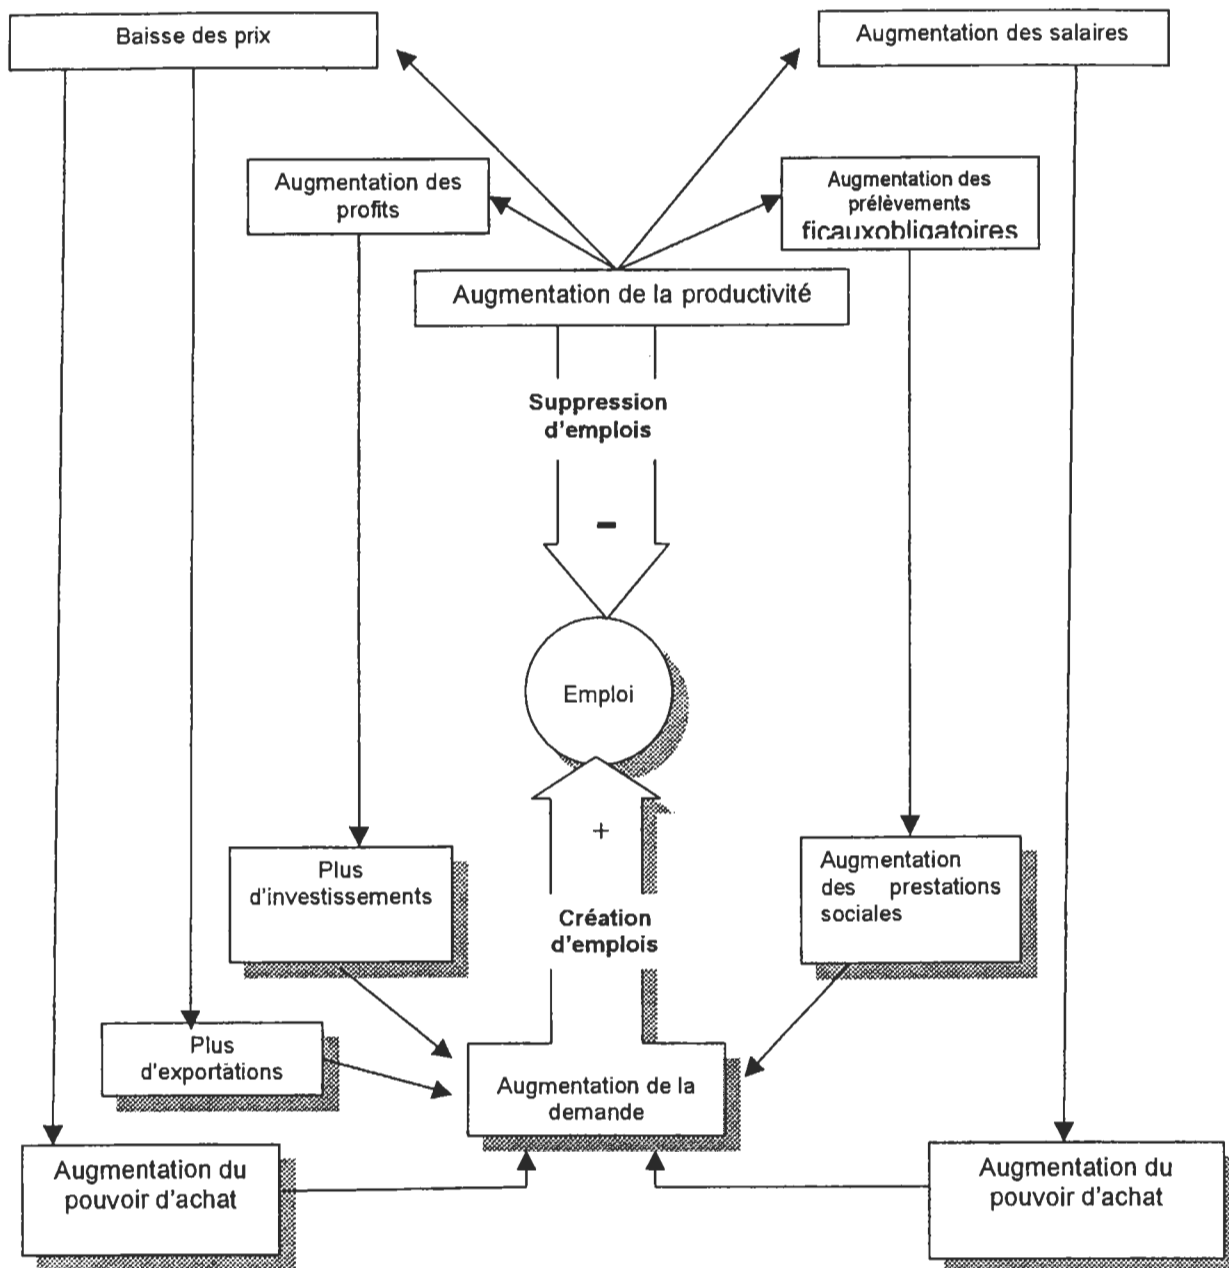 Baisse des prix
Augmentation des salaires
Augmentation des
profits
Augmentation des
prélèvements
ficauxobligatoires
Augmentation de la productivité
Suppression
d'emplois
-
Emploi
+
Création
d'emplois
Plus
d'investissements
Augmentation
des prestations
sociales
Plus
d'exportations
Augmentation de la
demande
Augmentation du
pouvoir d'achat
Augmentation du
pouvoir d'achat